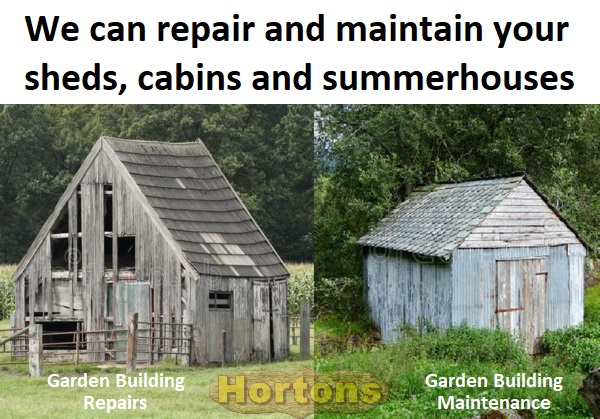 We can repair and maintain your
sheds, cabins and summerhouses
Garden Building
Repairs
Hortons
Garden Building
Maintenance